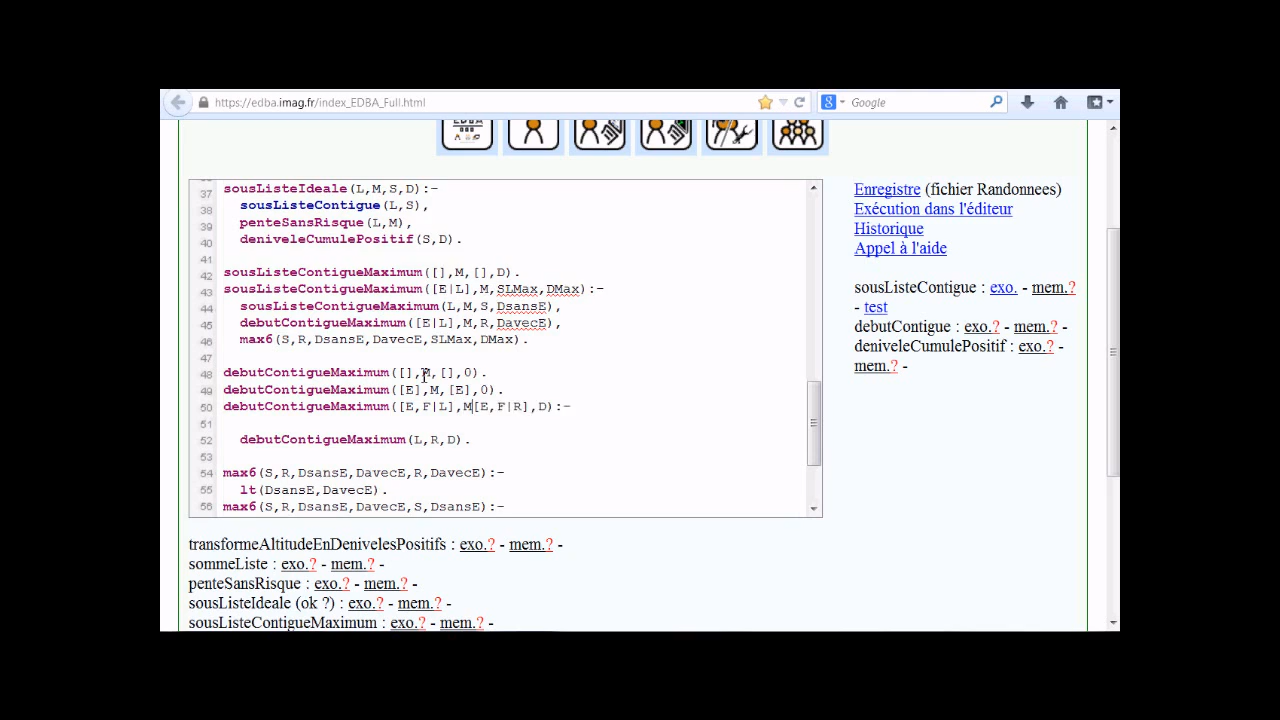 https://edba.imag.fr/index_EDBA_Full.html
Google
EDBA
37 sousListeIdeale(L,M,S,D):-
38 sousListeContigue(L,S),
39 penteSansRisque(L,M),
40 deniveleCumulePositif(S,D).
41
42 sousListeContigueMaximum([],M,[],D).
43 sousListeContigueMaximum([E|L],M,SLMax,DMax):-
44 sousListeContigueMaximum(L,M,S,DsansE),
45 debutContigueMaximum([E|L],M,R,DavecE),
46 max6(S,R,DsansE,DavecE,SLMax,DMax).
47
48 debutContigueMaximum([],M,[],0).
49 debutContigueMaximum([E],M,[E],0).
50 debutContigueMaximum([E,F|L],M[E,F|R],D):-
51
52 debutContigueMaximum(L,R,D).
53
54 max6(S,R,DsansE,DavecE,R,DavecE):-
55 lt(DsansE,DavecE).
56 max6(S,R,DsansE,DavecE,S,DsansE):-
Enregistre (fichier Randonnees)
Exécution dans l'éditeur
Historique
Appel à l'aide
sousListeContigue : exo. - mem.?
- test
debutContigue : exo.? - mem.? -
deniveleCumulePositif : exo.? -
mem.? -
transformeAltitudeEnDenivelesPositifs : exo.? - mem.? -
sommeListe : exo.? - mem.? -
penteSansRisque : exo.? - mem.? -
sousListeIdeale (ok ?) : exo.? - mem.? -
sousListeContigueMaximum : exo.? - mem.? -